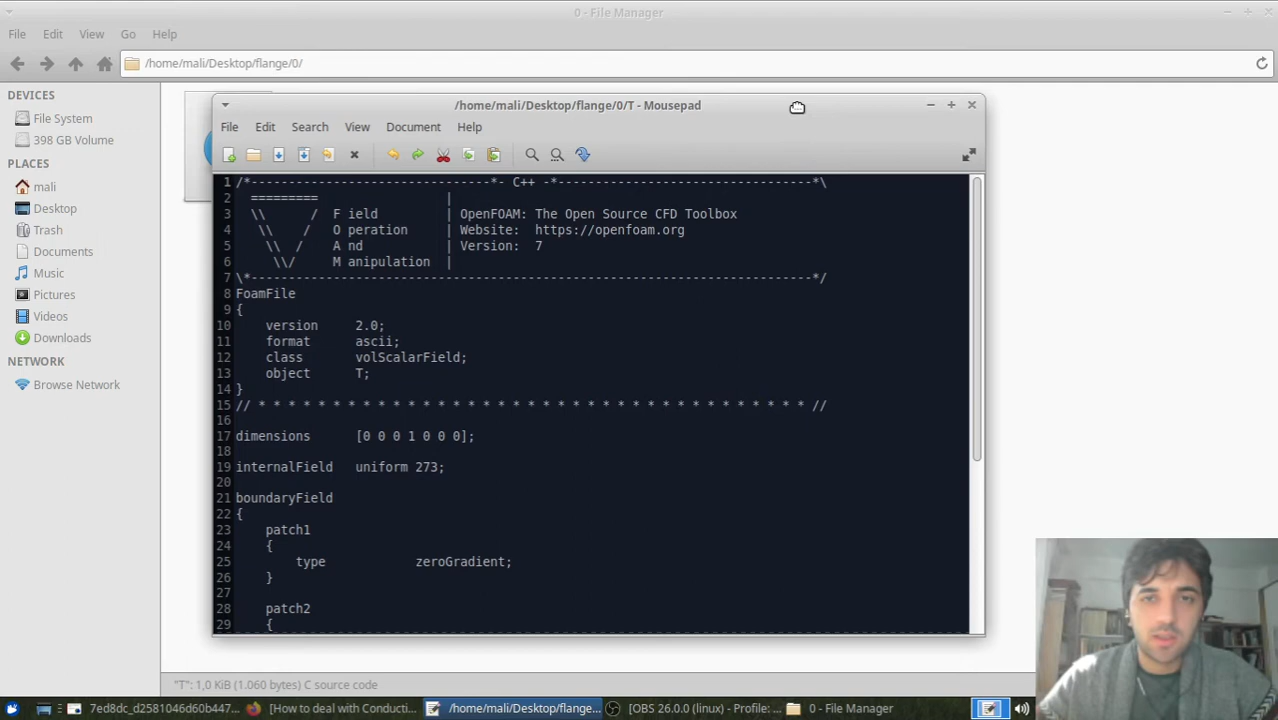 0 - File Manager
File Edit View Go Help
/home/mali/Desktop/flange/0/
DEVICES
File System
398 GB Volume
PLACES
mali
Desktop
Trash
Documents
Music
Pictures
Videos
Downloads
NETWORK
Browse Network
/home/mali/Desktop/flange/0/T - Mousepad
File Edit Search View Document Help
1 /*--------------------------------*- C++ -*----------------------------------*\
2   =========                 |
3   \\      /  F ield         | OpenFOAM: The Open Source CFD Toolbox
4    \\    /   O peration     | Website:  https://openfoam.org
5     \\  /    A nd           | Version:  7
6      \\/     M anipulation  |
7 \*---------------------------------------------------------------------------*/
8 FoamFile
9 {
10     version     2.0;
11     format      ascii;
12     class       volScalarField;
13     object      T;
14 }
15 // * * * * * * * * * * * * * * * * * * * * * * * * * * * * * * * * * * * * * //
16
17 dimensions      [0 0 0 1 0 0 0];
18
19 internalField   uniform 273;
20
21 boundaryField
22 {
23     patch1
24     {
25         type            zeroGradient;
26     }
27
28     patch2
29     {
"T": 1,0 KiB (1.060 bytes) C source code
7ed8dc_d2581046d60b447...
[How to deal with Conducti...
/home/mali/Desktop/flange...
[OBS 26.0.0 (linux) - Profile:...
0 - File Manager